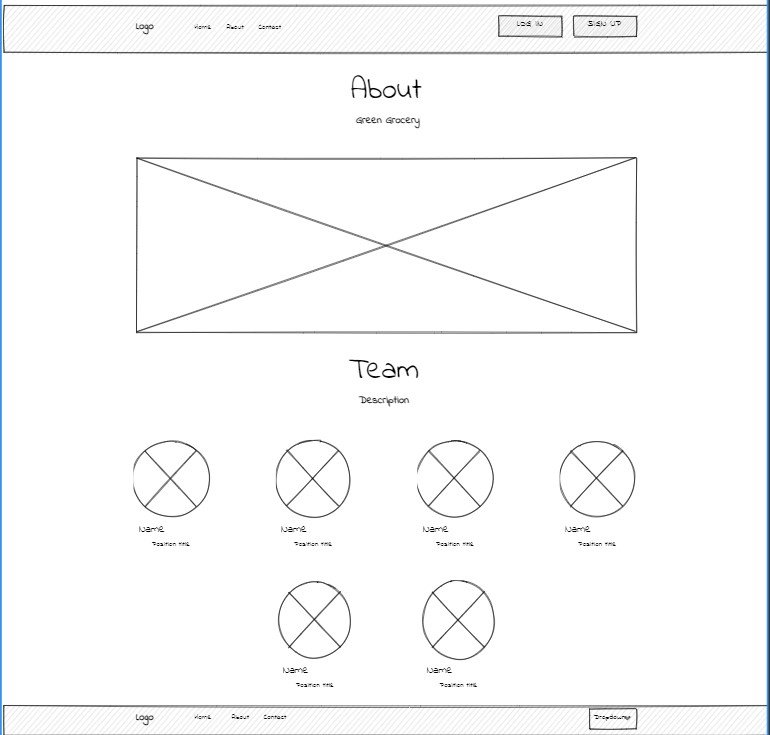 Logo Home About Contact LOG IN SIGN UP
About
Green Grocery
Team
Description
Name Name Name Name
Position title Position title Position title Position title
Name Name
Position title Position title
Logo Home About Contact Dropdown